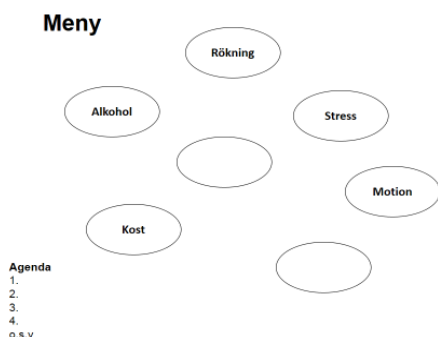 Meny
Rökning
Alkohol
Stress
Motion
Kost
Agenda
1.
2.
3.
4.
o.s.v